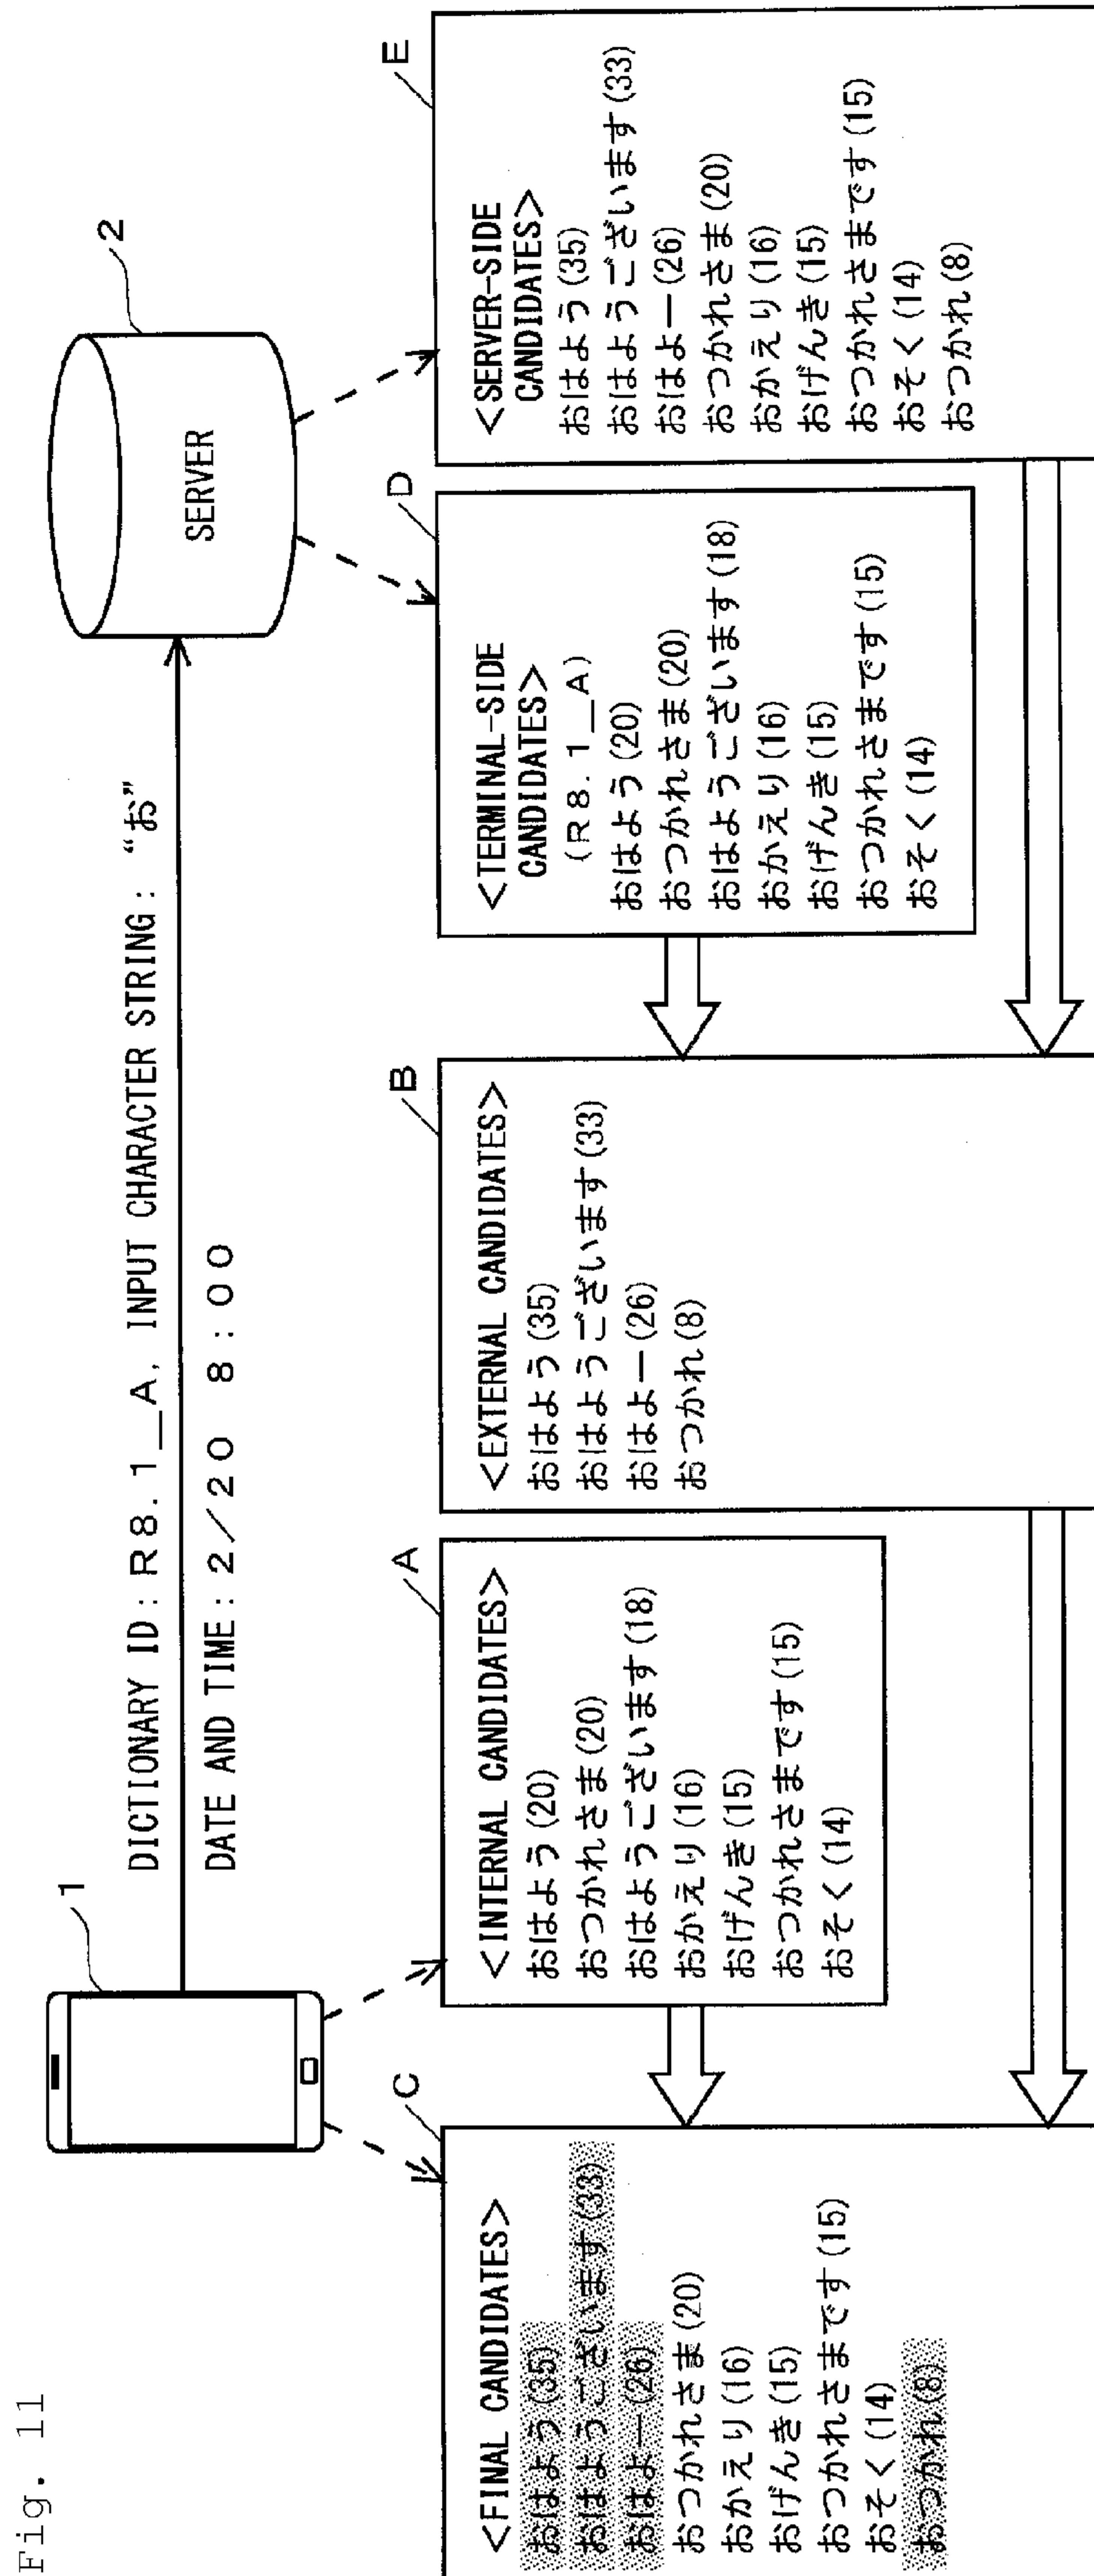 Fig. 11
1
DICTIONARY ID: R8.1_A, INPUT CHARACTER STRING: “お”
DATE AND TIME: 2/20 8:00
SERVER
2
C
<FINAL CANDIDATES>
おはよう(35)
おはようございます(33)
おはよー(26)
おつかれさま(20)
おかえり(16)
おげんき(15)
おつかれさまです(15)
おそく(14)
おつかれ(8)
A
<INTERNAL CANDIDATES>
おはよう(20)
おつかれさま(20)
おはようございます(18)
おかえり(16)
おげんき(15)
おつかれさまです(15)
おそく(14)
B
<EXTERNAL CANDIDATES>
おはよう(35)
おはようございます(33)
おはよー(26)
おつかれ(8)
D
<TERMINAL-SIDE
CANDIDATES>
(R8.1_A)
おはよう(20)
おつかれさま(20)
おはようございます(18)
おかえり(16)
おげんき(15)
おつかれさまです(15)
おそく(14)
E
<SERVER-SIDE
CANDIDATES>
おはよう(35)
おはようございます(33)
おはよー(26)
おつかれさま(20)
おかえり(16)
おげんき(15)
おつかれさまです(15)
おそく(14)
おつかれ(8)